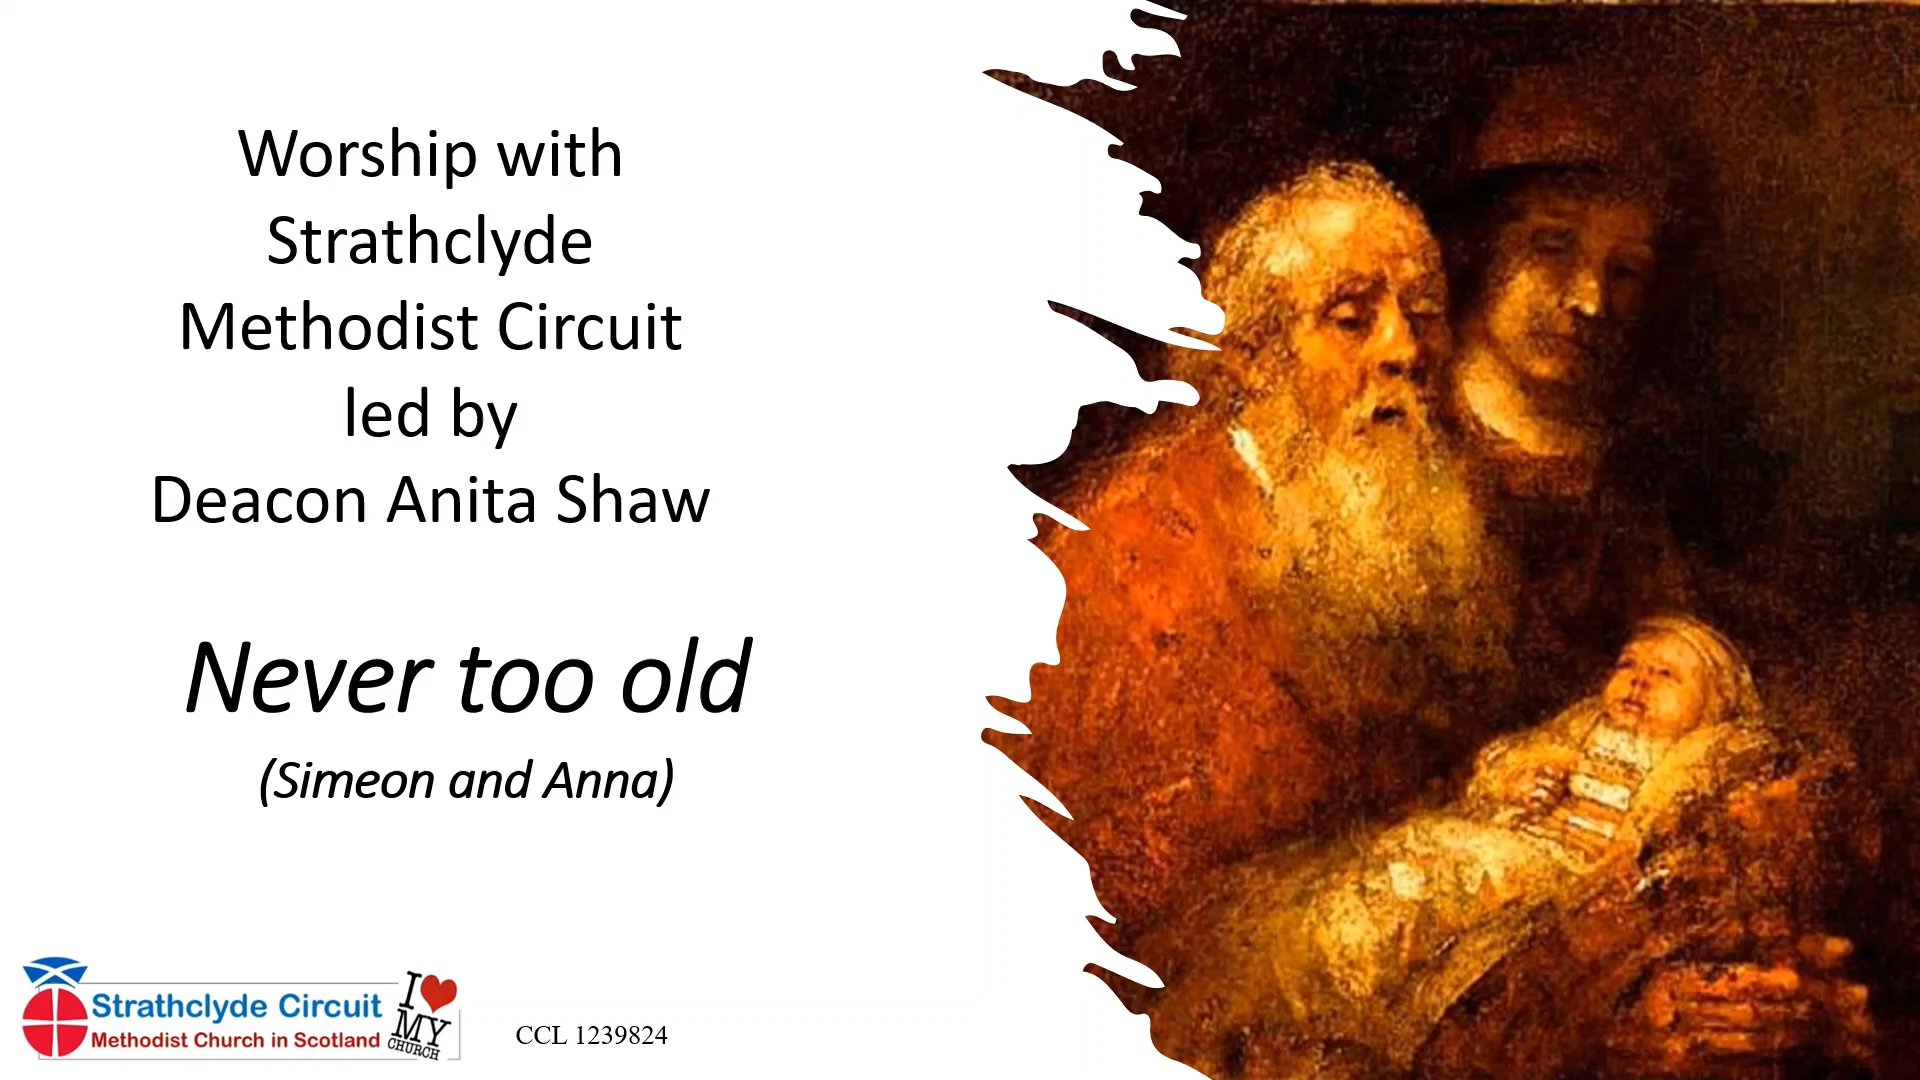 Worship with
Strathclyde
Methodist Circuit
led by
Deacon Anita Shaw
Never too old
(Simeon and Anna)
Strathclyde Circuit
Methodist Church in Scotland
I
MY
CHURCH
CCL 1239824